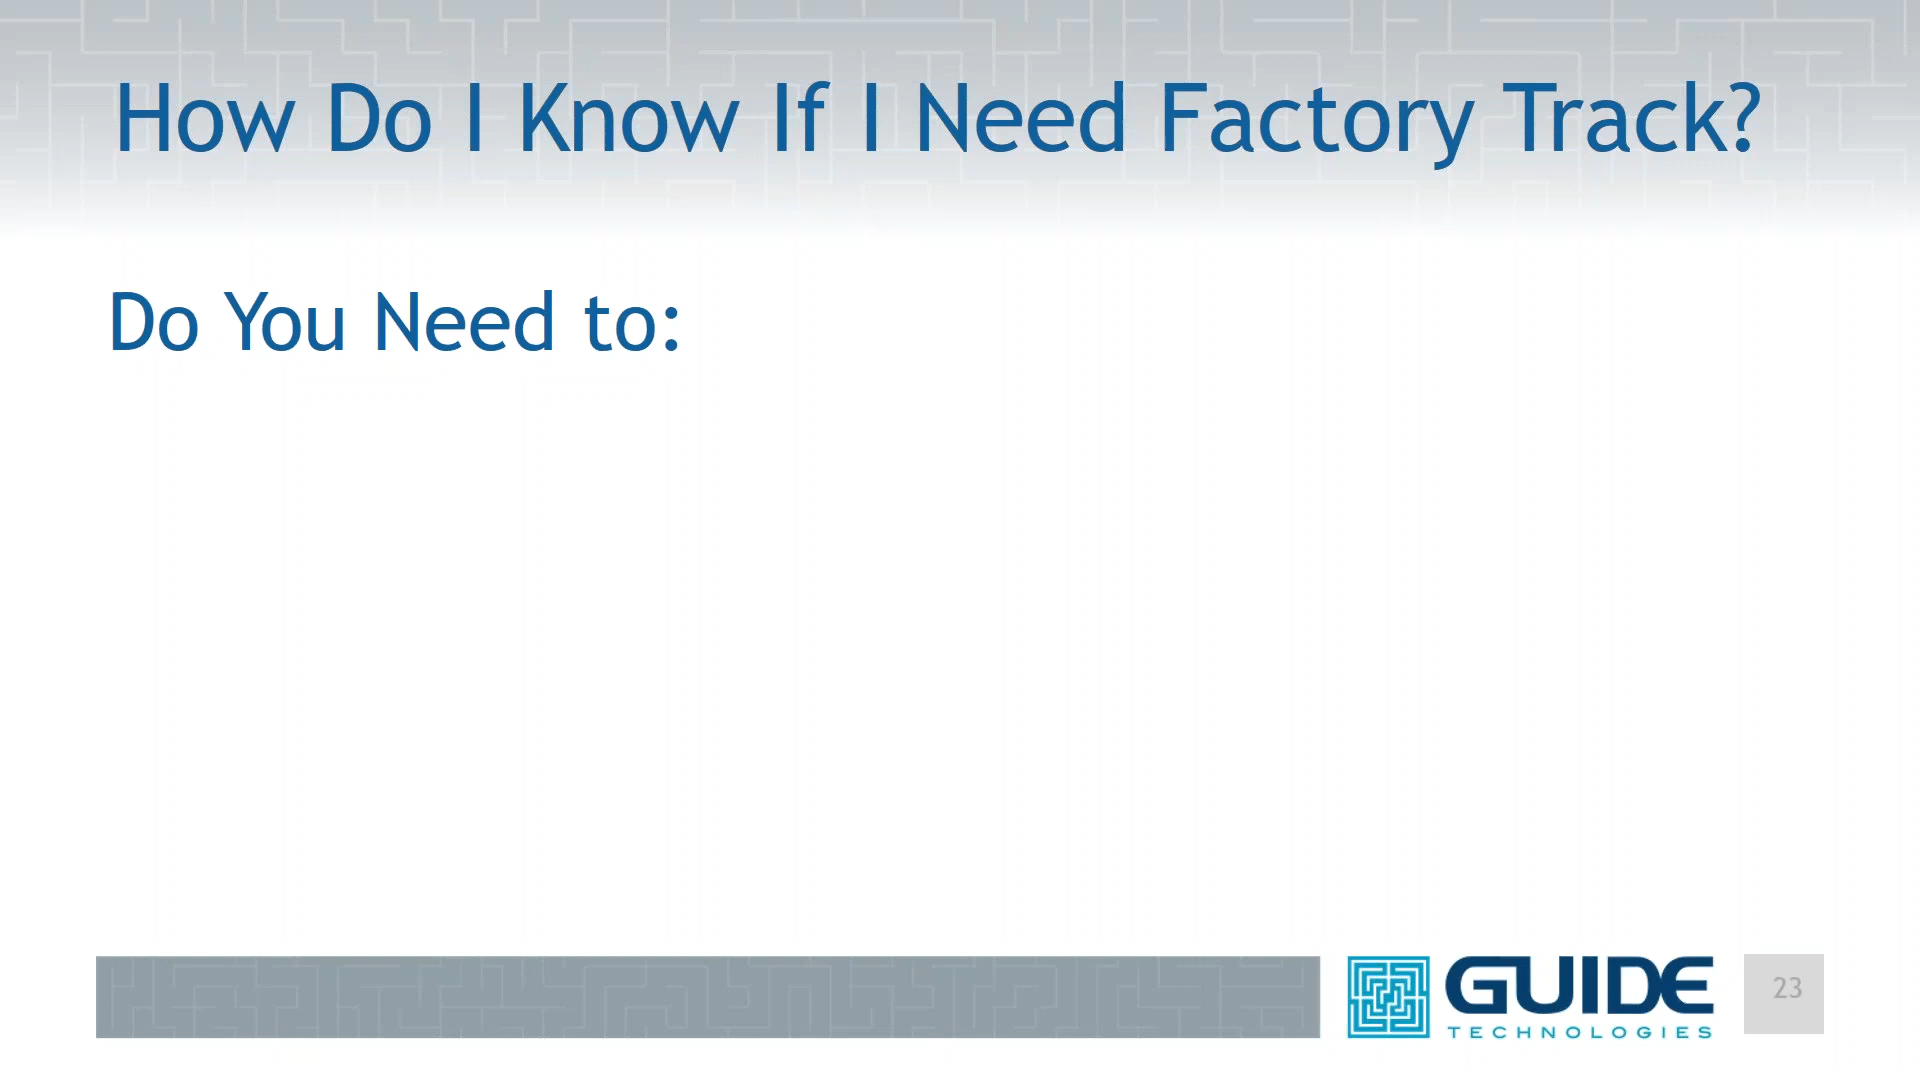 How Do I Know If I Need Factory Track?
Do You Need to:
GUIDE
TECHNOLOGIES
23